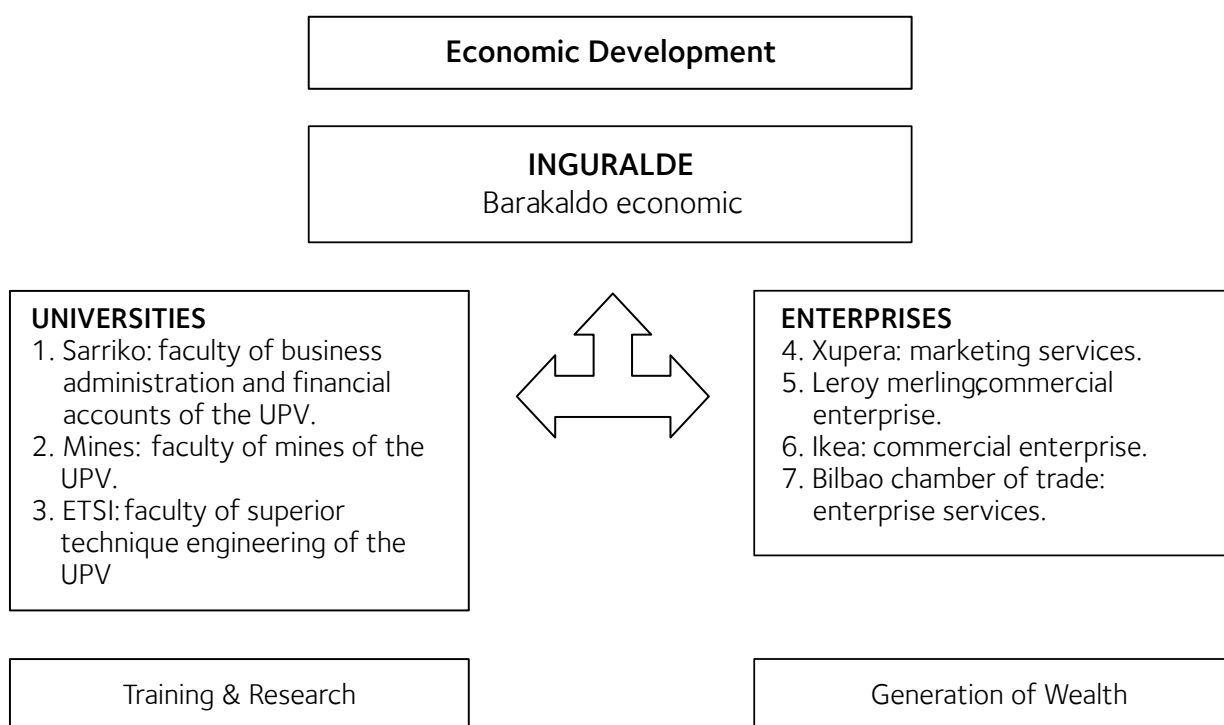 Economic Development
INGURALDE
Barakaldo economic
UNIVERSITIES
1. Sarriko: faculty of business
administration and financial
accounts of the UPV.
2. Mines: faculty of mines of the
UPV.
3. ETSI: faculty of superior
technique engineering of the
UPV
ENTERPRISES
4. Xupera: marketing services.
5. Leroy merling; commercial
enterprise.
6. Ikea: commercial enterprise.
7. Bilbao chamber of trade:
enterprise services.
Training & Research
Generation of Wealth